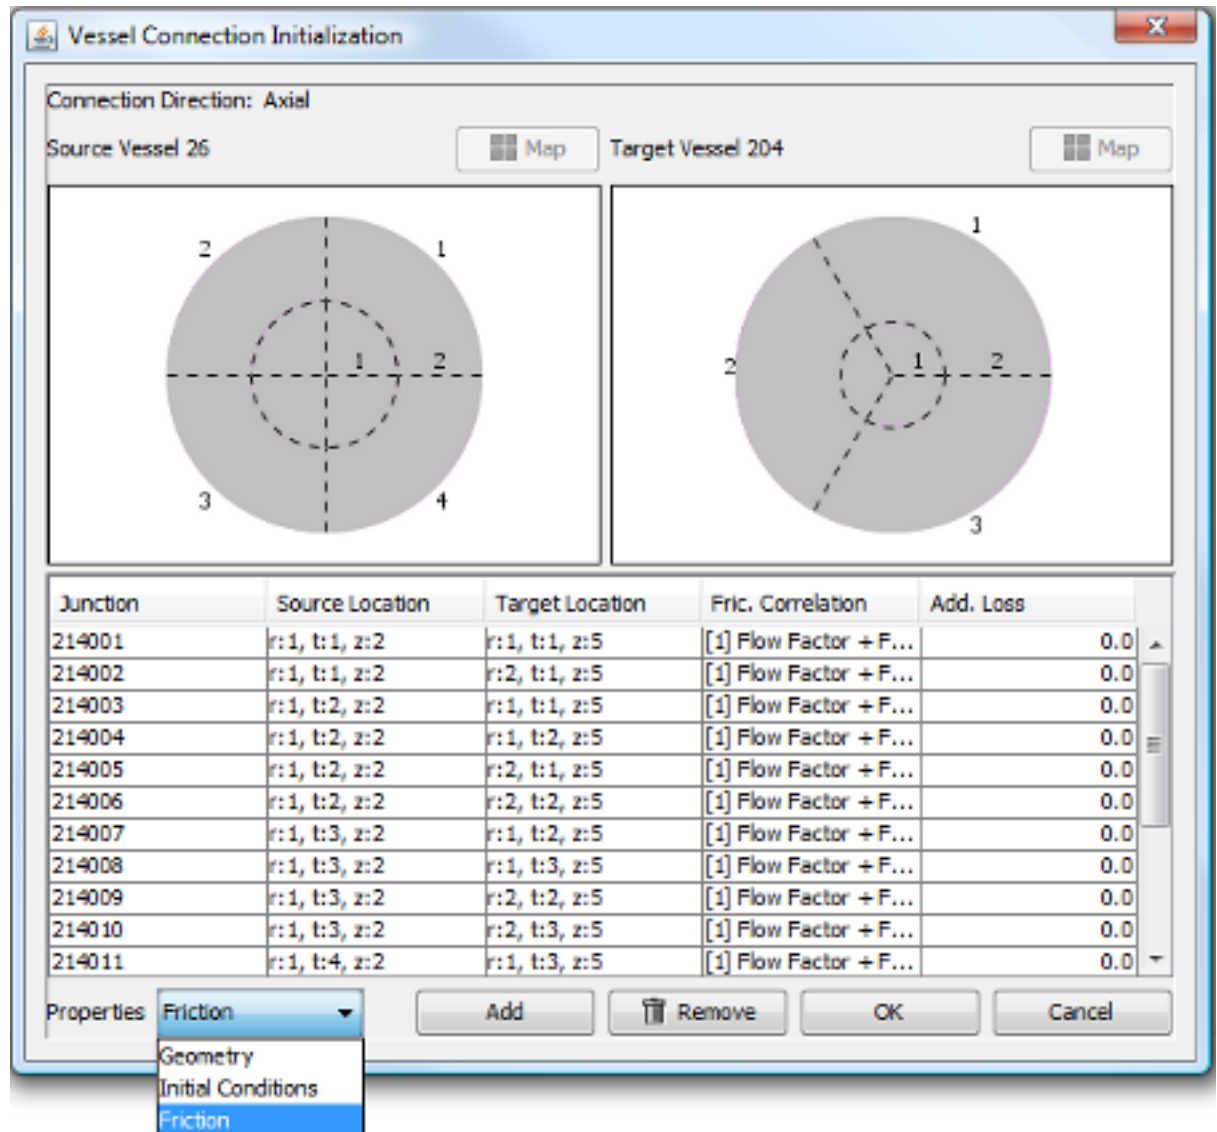 Vessel Connection Initialization
Connection Direction: Axial
Source Vessel 26 Map Target Vessel 204 Map
2 1 1
1 2 2 1 2
3 4 3
Junction Source Location Target Location Fric. Correlation Add. Loss
214001 r:1, t:1, z:2 r:1, t:1, z:5 [1] Flow Factor + F... 0.0
214002 r:1, t:1, z:2 r:2, t:1, z:5 [1] Flow Factor + F... 0.0
214003 r:1, t:2, z:2 r:1, t:1, z:5 [1] Flow Factor + F... 0.0
214004 r:1, t:2, z:2 r:1, t:2, z:5 [1] Flow Factor + F... 0.0
214005 r:1, t:2, z:2 r:2, t:1, z:5 [1] Flow Factor + F... 0.0
214006 r:1, t:2, z:2 r:2, t:2, z:5 [1] Flow Factor + F... 0.0
214007 r:1, t:3, z:2 r:1, t:2, z:5 [1] Flow Factor + F... 0.0
214008 r:1, t:3, z:2 r:1, t:3, z:5 [1] Flow Factor + F... 0.0
214009 r:1, t:3, z:2 r:2, t:2, z:5 [1] Flow Factor + F... 0.0
214010 r:1, t:3, z:2 r:2, t:3, z:5 [1] Flow Factor + F... 0.0
214011 r:1, t:4, z:2 r:1, t:3, z:5 [1] Flow Factor + F... 0.0
Properties Friction Add Remove OK Cancel
Geometry
Initial Conditions
Friction